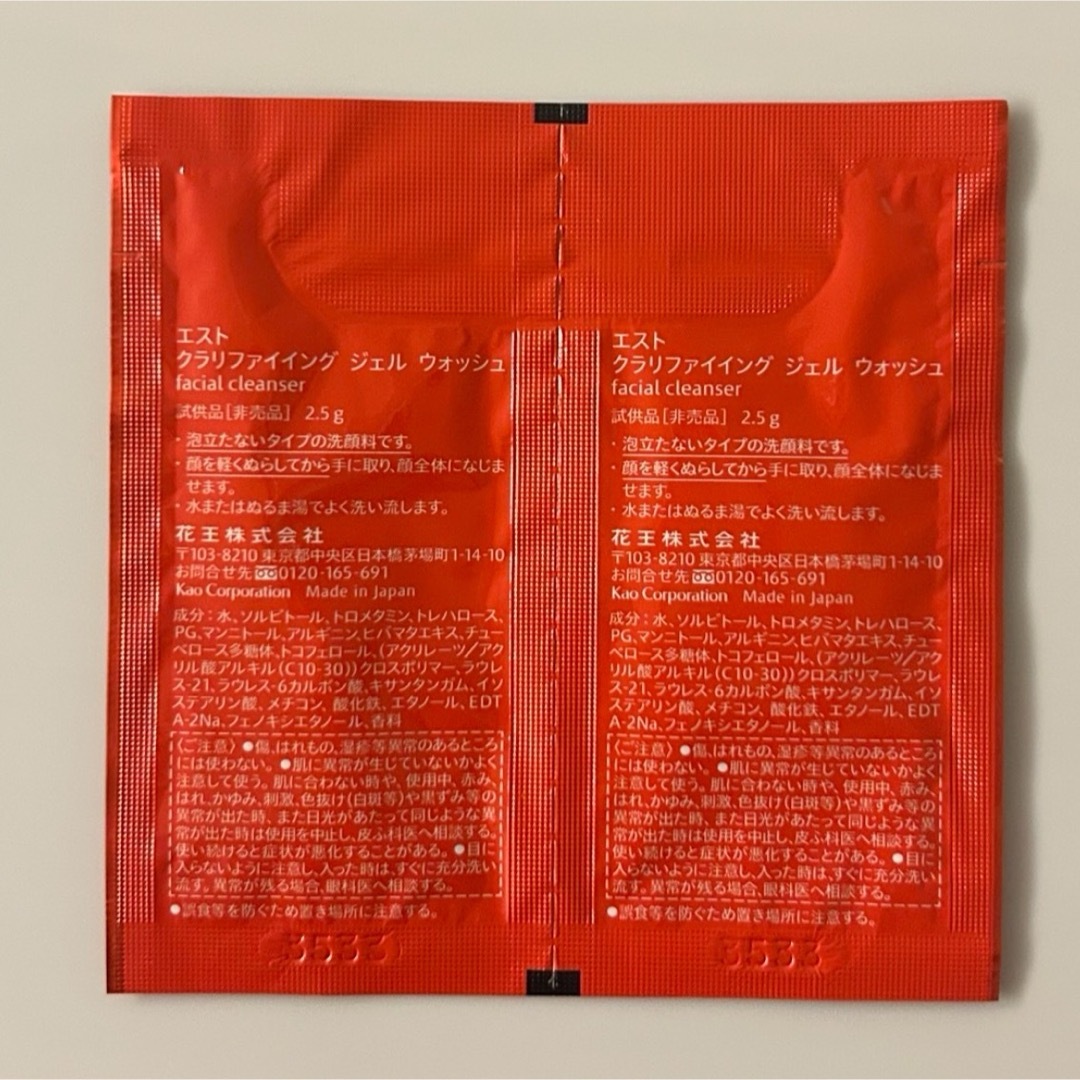 エスト
クラリファイイング ジェル ウォッシュ
facial cleanser
試供品[非売品] 2.5g
・泡立たないタイプの洗顔料です。
・顔を軽くぬらしてから手に取り、顔全体になじま
せます。
・水またはぬるま湯でよく洗い流します。
花王株式会社
〒103-8210 東京都中央区日本橋茅場町1-14-10
お問合せ先 0120-165-691
Kao Corporation Made in Japan
成分：水、ソルビトール、トロメタミン、トレハロース、
PG、マンニトール、アルギニン、ヒバマタエキス、チュー
ベロース多糖体、トコフェロール、(アクリレーツ／アク
リル酸アルキル(C10-30))クロスポリマー、ラウレ
ス-21、ラウレス-6カルボン酸、キサンタンガム、イソ
ステアリン酸、メチコン、酸化鉄、エタノール、EDT
A-2Na、フェノキシエタノール、香料
〈ご注意〉●傷、はれもの、湿疹等異常のあるところ
には使わない。●肌に異常が生じていないかよく
注意して使う。肌に合わない時や、使用中、赤み、
はれ、かゆみ、刺激、色抜け(白斑等)や黒ずみ等の
異常が出た時、また日光があたって同じような異
常が出た時は使用を中止し、皮ふ科医へ相談する。
使い続けると症状が悪化することがある。●目に
入らないように注意し、入った時は、すぐに充分洗い
流す。異常が残る場合、眼科医へ相談する。
●誤食等を防ぐため置き場所に注意する。
3533
エスト
クラリファイイング ジェル ウォッシュ
facial cleanser
試供品[非売品] 2.5g
・泡立たないタイプの洗顔料です。
・顔を軽くぬらしてから手に取り、顔全体になじま
せます。
・水またはぬるま湯でよく洗い流します。
花王株式会社
〒103-8210 東京都中央区日本橋茅場町1-14-10
お問合せ先 0120-165-691
Kao Corporation Made in Japan
成分：水、ソルビトール、トロメタミン、トレハロース、
PG、マンニトール、アルギニン、ヒバマタエキス、チュー
ベロース多糖体、トコフェロール、(アクリレーツ／アク
リル酸アルキル(C10-30))クロスポリマー、ラウレ
ス-21、ラウレス-6カルボン酸、キサンタンガム、イソ
ステアリン酸、メチコン、酸化鉄、エタノール、EDT
A-2Na、フェノキシエタノール、香料
〈ご注意〉●傷、はれもの、湿疹等異常のあるところ
には使わない。●肌に異常が生じていないかよく
注意して使う。肌に合わない時や、使用中、赤み、
はれ、かゆみ、刺激、色抜け(白斑等)や黒ずみ等の
異常が出た時、また日光があたって同じような異
常が出た時は使用を中止し、皮ふ科医へ相談する。
使い続けると症状が悪化することがある。●目に
入らないように注意し、入った時は、すぐに充分洗い
流す。異常が残る場合、眼科医へ相談する。
●誤食等を防ぐため置き場所に注意する。
3533